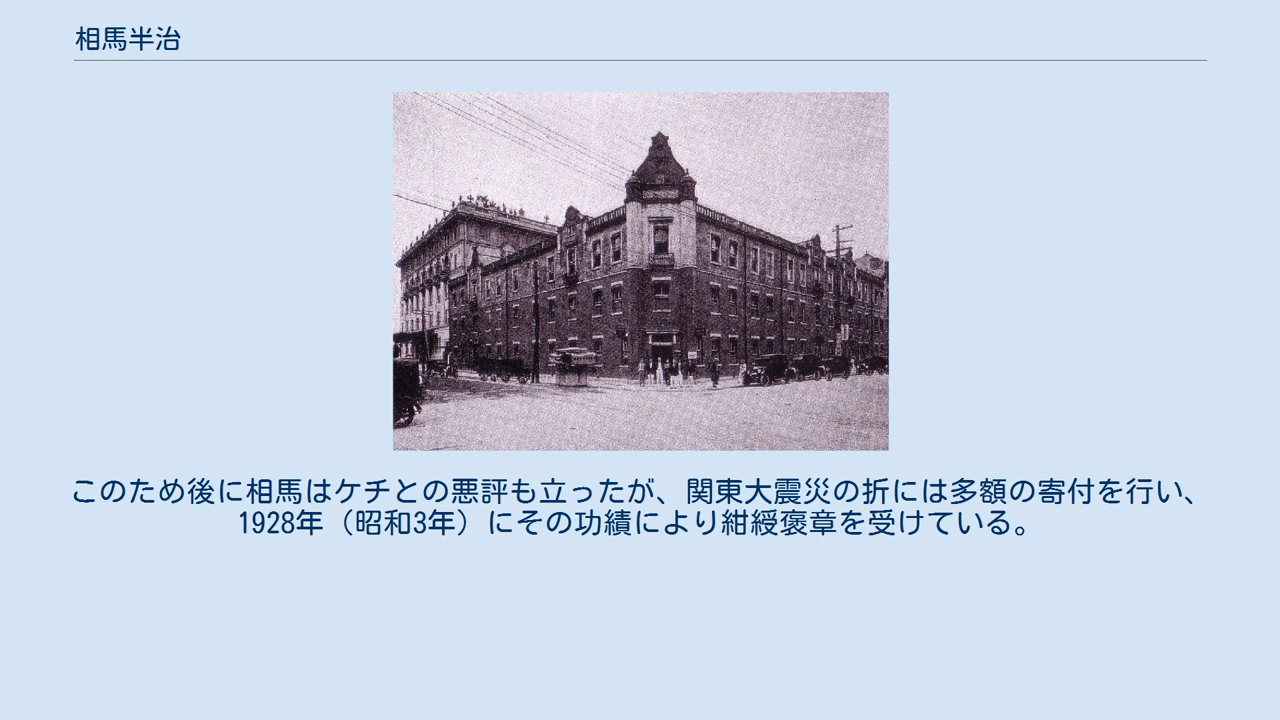 相馬半治
このため後に相馬はケチとの悪評も立ったが、関東大震災の折には多額の寄付を行い、
1928年（昭和3年）にその功績により紺綬褒章を受けている。